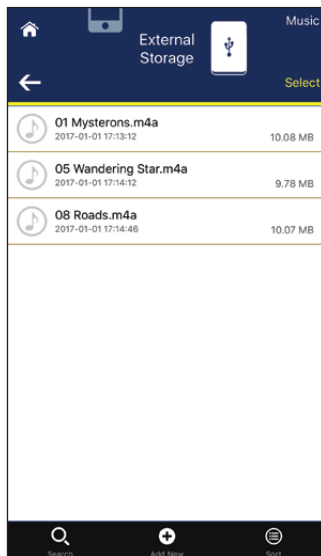 Music
External
Storage
Select
01 Mysterons.m4a
2017-01-01 17:13:12
10.08 MB
05 Wandering Star.m4a
2017-01-01 17:14:12
9.78 MB
08 Roads.m4a
2017-01-01 17:14:46
10.07 MB
Search
Add New
Sort